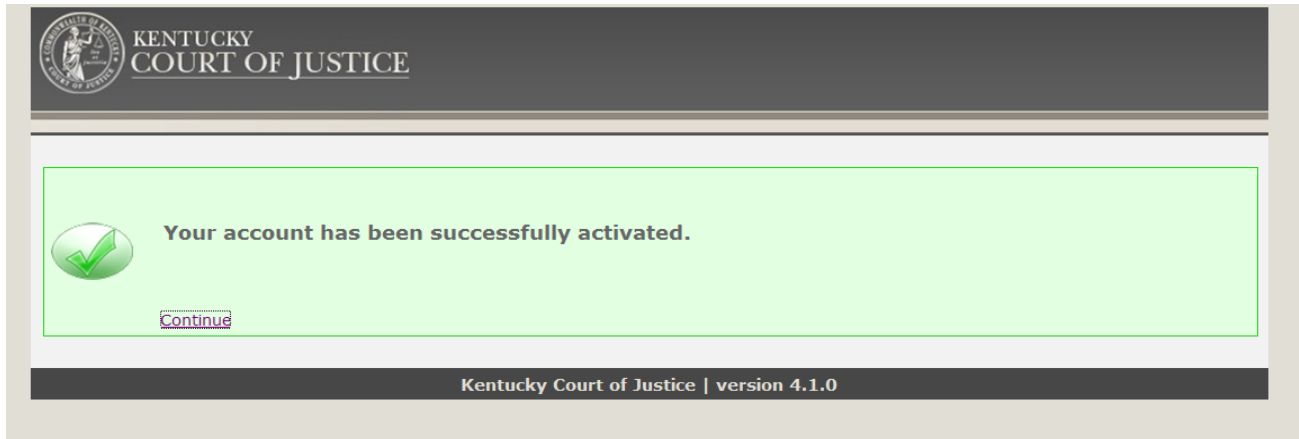 KENTUCKY
COURT OF JUSTICE
Your account has been successfully activated.
Continue
Kentucky Court of Justice | version 4.1.0